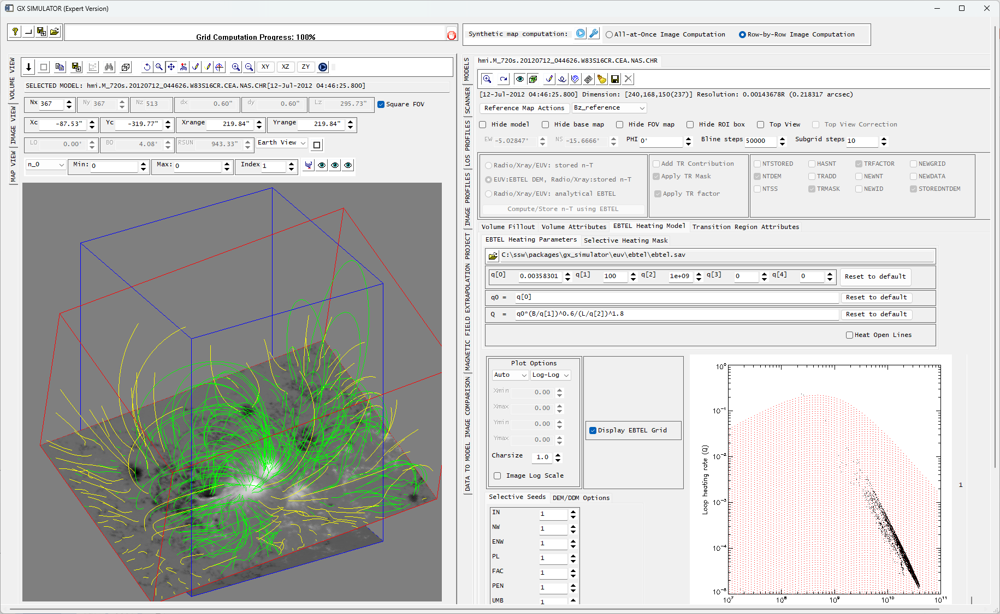 GX SIMULATOR (Expert Version)
Grid Computation Progress: 100%
Synthetic map computation:
All-at-Once Image Computation
Row-by-Row Image Computation
VOLUME VIEW
IMAGE VIEW
MAP VIEW
XY
XZ
ZY
SELECTED MODEL: hmi.M_720s.20120712_044626.W83S16CR.CEA.NAS.CHR[12-Jul-2012 04:46:25.800]
Nx 367
Ny 367
Nz 513
dx 0.60"
dy 0.60"
Lz 295.73"
Square FOV
Xc -87.53"
Yc -319.77"
Xrange 219.84"
Yrange 219.84"
L0 0.00°
B0 4.08°
RSUN 943.33"
Earth View
n_0
Min: 0
Max: 0
Index 1
MODELS
SCANNER
LOS PROFILES
IMAGE PROFILES
MAGNETIC FIELD EXTRAPOLATION PROJECT
DATA TO MODEL IMAGE COMPARISON
hmi.M_720s.20120712_044626.W83S16CR.CEA.NAS.CHR
[12-Jul-2012 04:46:25.800] Dimension: [240,168,150(237)] Resolution: 0.00143678R (0.218317 arcsec)
Reference Map Actions
Bz_reference
Hide model
Hide base map
Hide FOV map
Hide ROI box
Top View
Top View Correction
EW -5.02847°
NS -15.6666°
PHI 0°
Bline steps 50000
Subgrid steps 10
Radio/Xray/EUV: stored n-T
EUV:EBTEL DEM, Radio/Xray:stored n-T
Radio/Xray/EUV: analytical EBTEL
Compute/Store n-T using EBTEL
Add TR Contribution
Apply TR Mask
Apply TR factor
NTSTORED
HASNT
TRFACTOR
NEWGRID
NTDEM
TRADD
NEWNT
NEWDATA
NTSS
TRMASK
NEWID
STOREDNTDEM
Volume Fillout
Volume Attributes
EBTEL Heating Model
Transition Region Attributes
EBTEL Heating Parameters
Selective Heating Mask
C:\ssw\packages\gx_simulator\euv\ebtel\ebtel.sav
q[0] 0.00358301
q[1] 100
q[2] 1e+09
q[3] 0
q[4] 0
Reset to default
q0 = q[0]
Reset to default
Q = q0*(B/q[1])^0.6/(L/q[2])^1.8
Reset to default
Heat Open Lines
Plot Options
Auto
Log-Log
Xmin 0.00
Xmax 0.00
Ymin 0.00
Ymax 0.00
Charsize 1.0
Image Log Scale
Display EBTEL Grid
Selective Seeds
DEM/DDM Options
IN 1
NW 1
ENW 1
PL 1
FAC 1
PEN 1
UMB 1
Loop heating rate (Q)
10⁰
10⁻¹
10⁻²
10⁻³
10⁻⁴
10⁻⁵
10⁷
10⁸
10⁹
10¹⁰
10¹¹
1